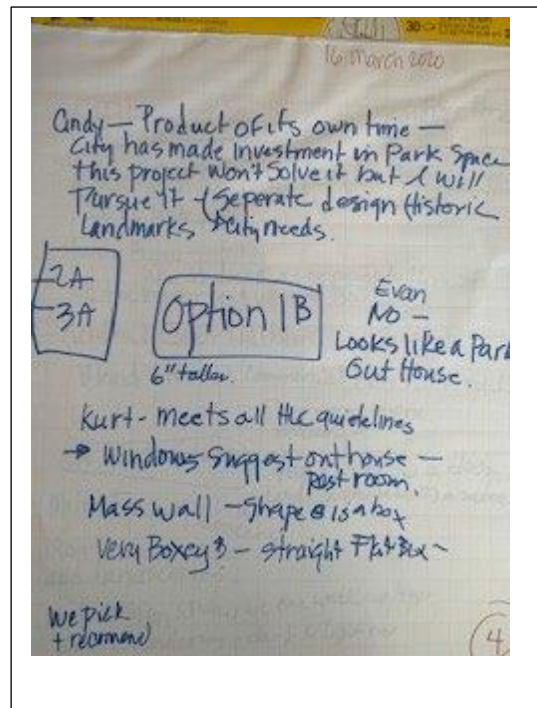 30
16 March 2020
Cindy — Product of its own time —
City has made investment in Park Space
this project won't solve it but I will
Pursue it - (Seperate design (Historic
Landmarks, City needs.
2A
3A
Option 1B
6" taller.
Evan
No —
Looks like a Park
Out House.
Kurt - meets all HLC guidelines
→ Windows suggest outhouse —
Rest room.
Mass wall - Shape is a box
Very Boxey & - straight Flat Box ~
We pick
+ recommend
4